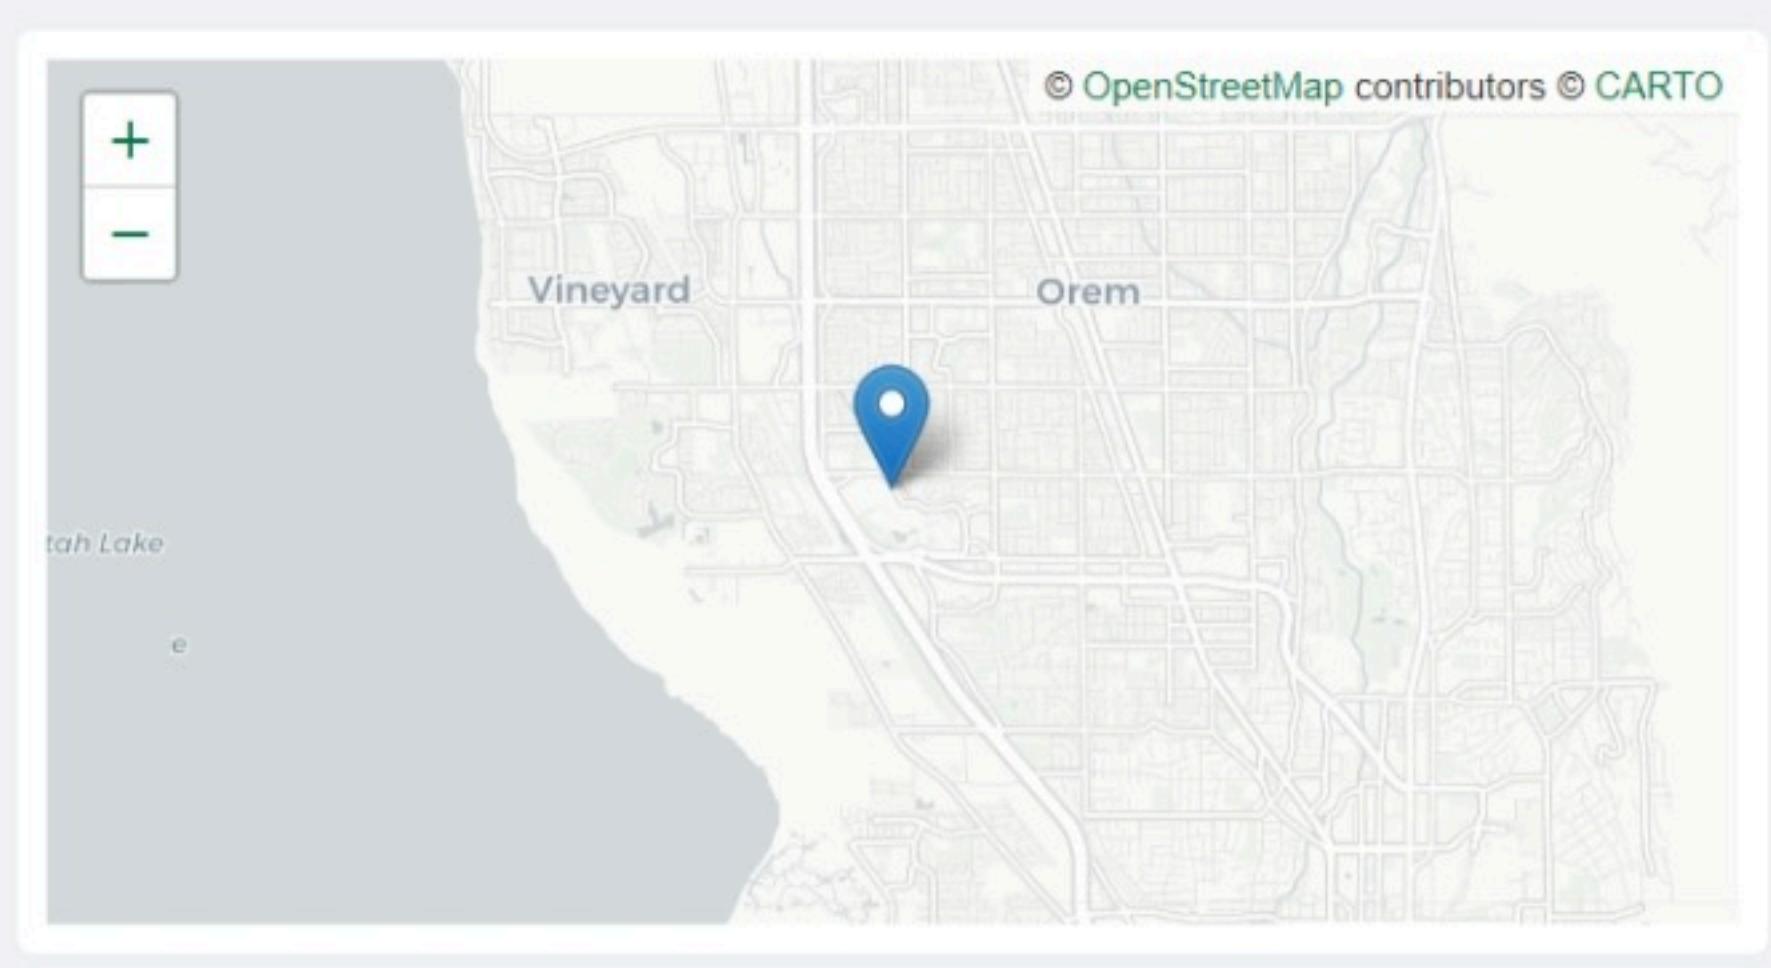 © OpenStreetMap contributors © CARTO
+
−
Vineyard
Orem
tah Lake
e